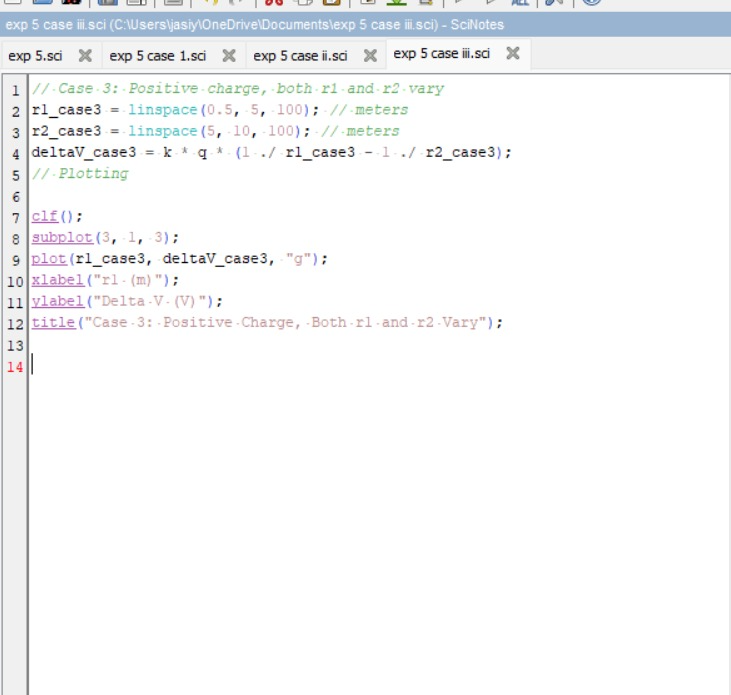 exp 5 case iii.sci (C:\Users\jasiy\OneDrive\Documents\exp 5 case iii.sci) - SciNotes
exp 5.sci exp 5 case 1.sci exp 5 case ii.sci exp 5 case iii.sci
1 // Case 3: Positive charge, both r1 and r2 vary
2 r1_case3 = linspace(0.5, 5, 100); // meters
3 r2_case3 = linspace(5, 10, 100); // meters
4 deltaV_case3 = k * q * (1 ./ r1_case3 - 1 ./ r2_case3);
5 // Plotting
6
7 clf();
8 subplot(3, 1, 3);
9 plot(r1_case3, deltaV_case3, "g");
10 xlabel("r1 (m)");
11 ylabel("Delta V (V)");
12 title("Case 3: Positive Charge, Both r1 and r2 Vary");
13
14